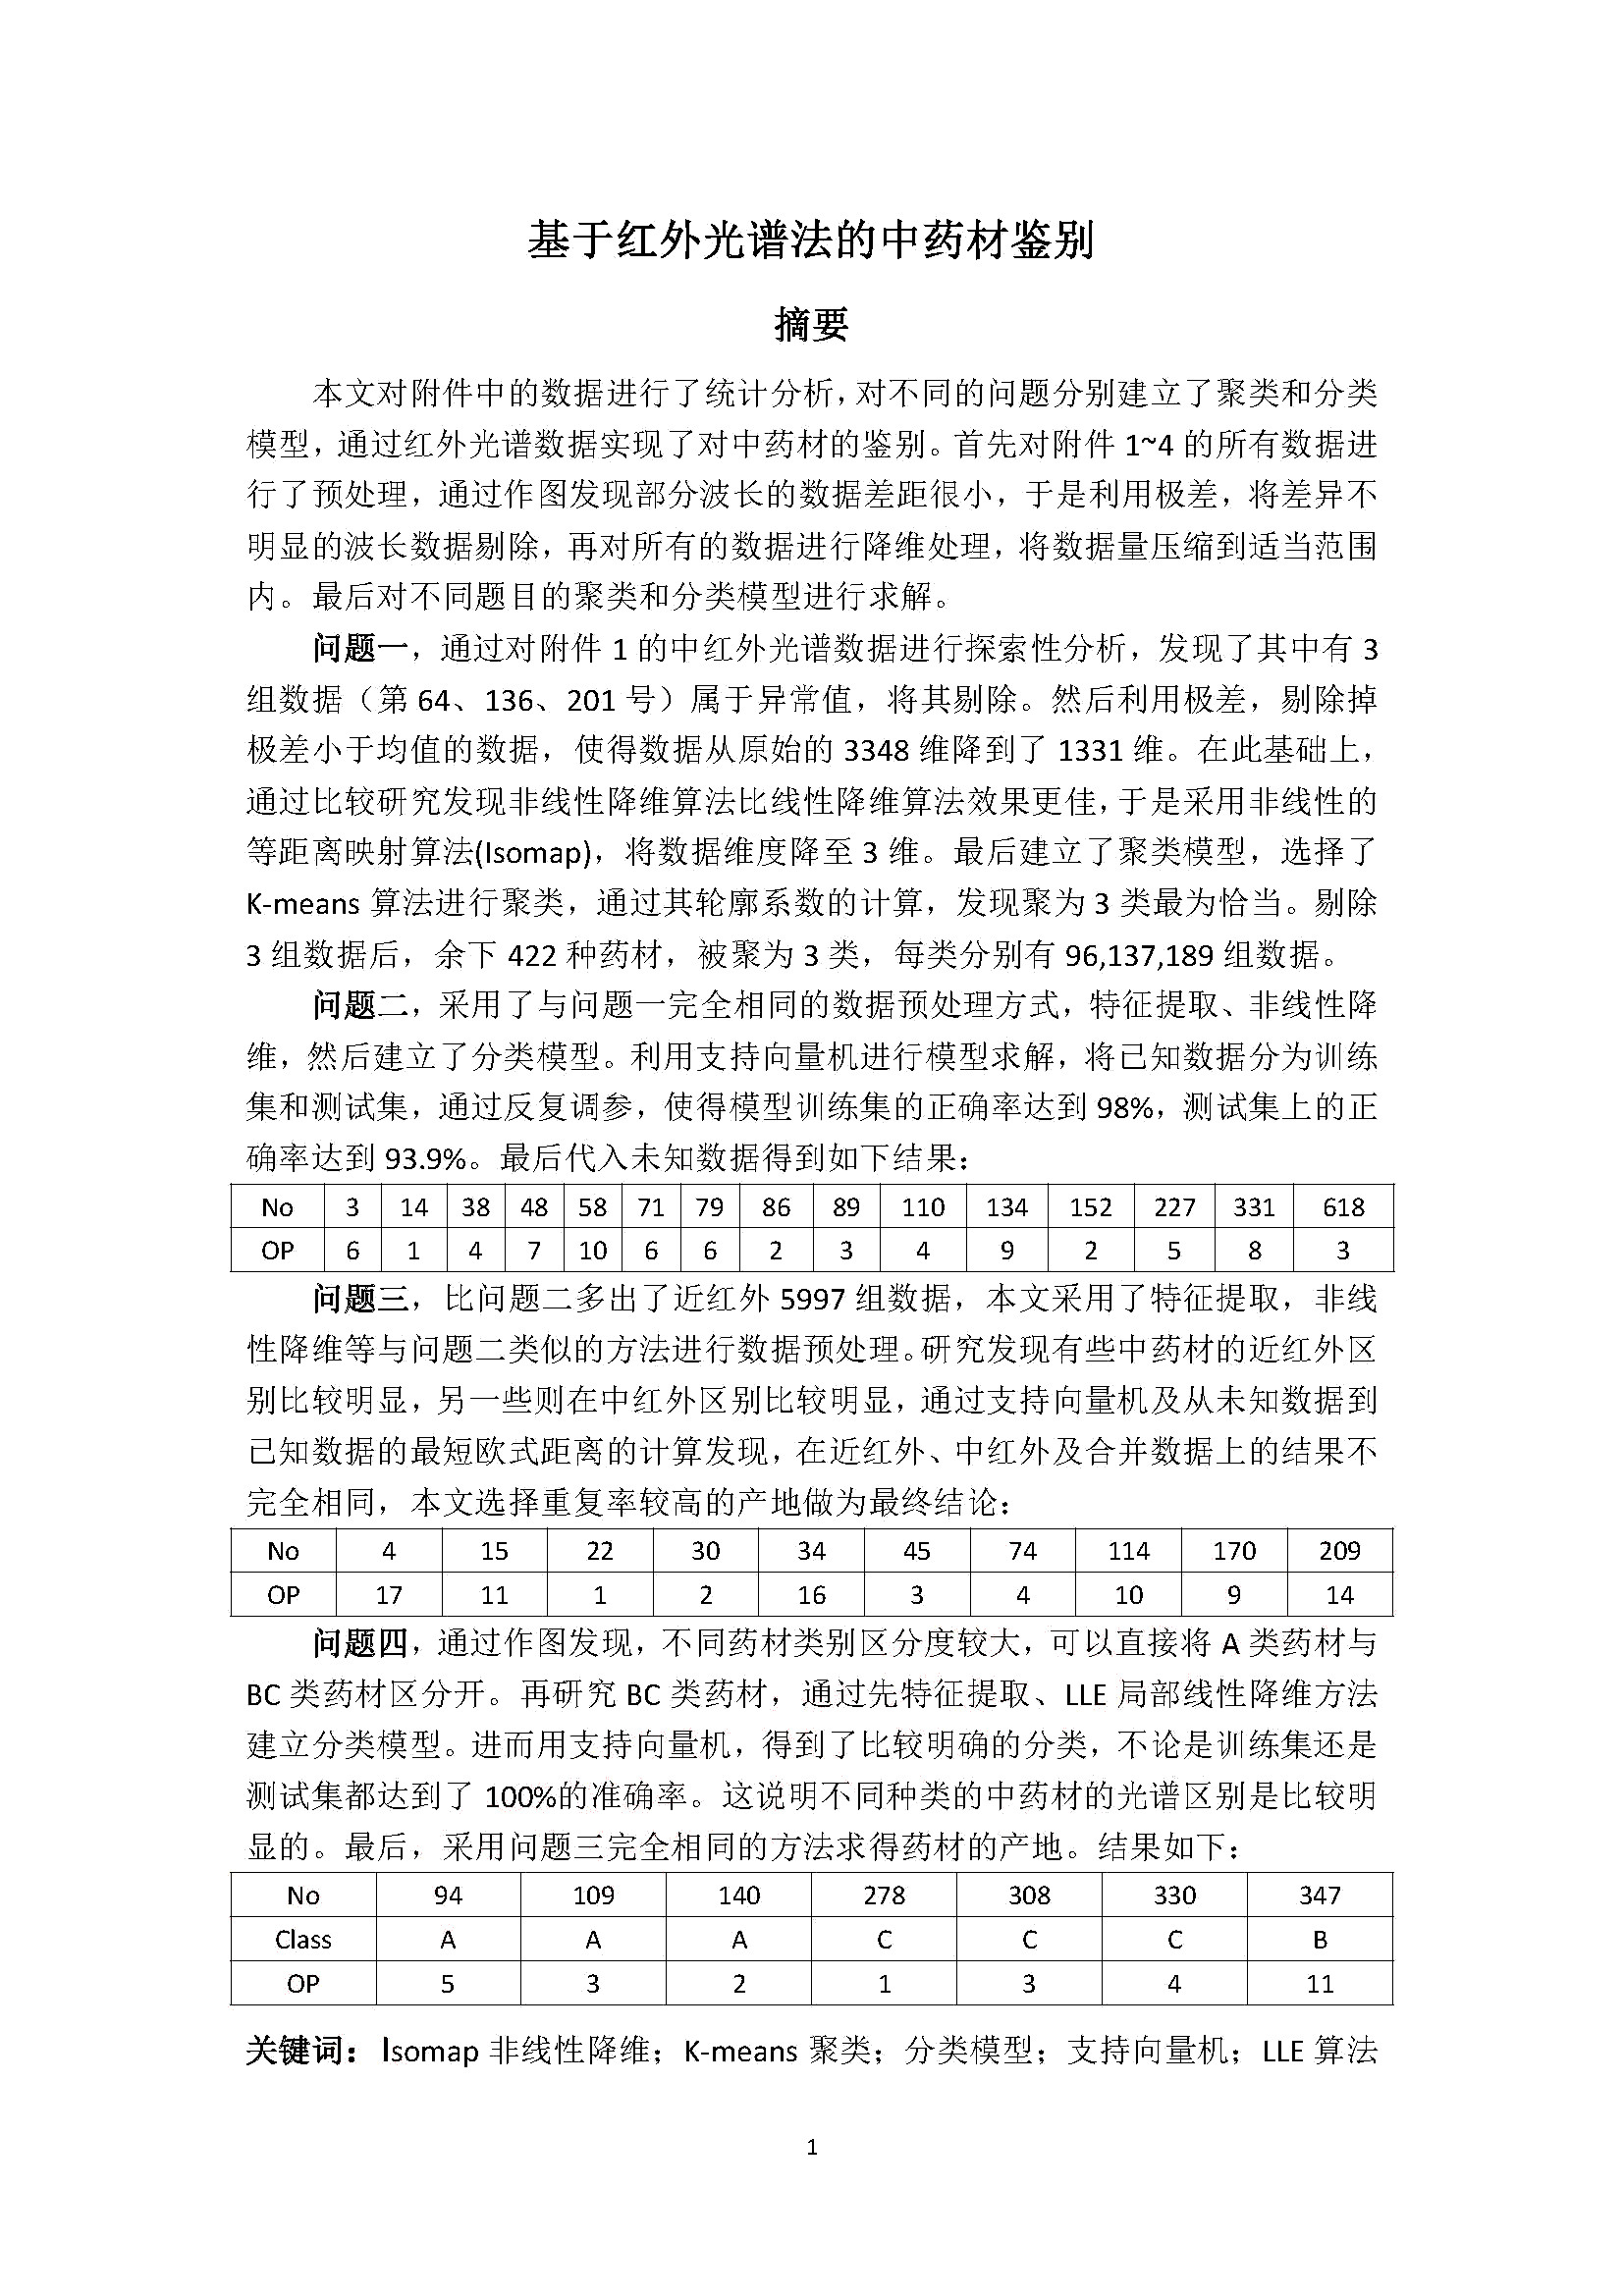 基于红外光谱法的中药材鉴别
摘要
本文对附件中的数据进行了统计分析，对不同的问题分别建立了聚类和分类
模型，通过红外光谱数据实现了对中药材的鉴别。首先对附件 1~4 的所有数据进
行了预处理，通过作图发现部分波长的数据差距很小，于是利用极差，将差异不
明显的波长数据剔除，再对所有的数据进行降维处理，将数据量压缩到适当范围
内。最后对不同题目的聚类和分类模型进行求解。
问题一，通过对附件 1 的中红外光谱数据进行探索性分析，发现了其中有 3
组数据（第 64、136、201 号）属于异常值，将其剔除。然后利用极差，剔除掉
极差小于均值的数据，使得数据从原始的 3348 维降到了 1331 维。在此基础上，
通过比较研究发现非线性降维算法比线性降维算法效果更佳，于是采用非线性的
等距离映射算法(Isomap)，将数据维度降至 3 维。最后建立了聚类模型，选择了
K-means 算法进行聚类，通过其轮廓系数的计算，发现聚为 3 类最为恰当。剔除
3 组数据后，余下 422 种药材，被聚为 3 类，每类分别有 96,137,189 组数据。
问题二，采用了与问题一完全相同的数据预处理方式，特征提取、非线性降
维，然后建立了分类模型。利用支持向量机进行模型求解，将已知数据分为训练
集和测试集，通过反复调参，使得模型训练集的正确率达到 98%，测试集上的正
确率达到 93.9%。最后代入未知数据得到如下结果：
No 3 14 38 48 58 71 79 86 89 110 134 152 227 331 618
OP 6 1 4 7 10 6 6 2 3 4 9 2 5 8 3
问题三，比问题二多出了近红外 5997 组数据，本文采用了特征提取，非线
性降维等与问题二类似的方法进行数据预处理。研究发现有些中药材的近红外区
别比较明显，另一些则在中红外区别比较明显，通过支持向量机及从未知数据到
已知数据的最短欧式距离的计算发现，在近红外、中红外及合并数据上的结果不
完全相同，本文选择重复率较高的产地做为最终结论：
No 4 15 22 30 34 45 74 114 170 209
OP 17 11 1 2 16 3 4 10 9 14
问题四，通过作图发现，不同药材类别区分度较大，可以直接将 A 类药材与
BC 类药材区分开。再研究 BC 类药材，通过先特征提取、LLE 局部线性降维方法
建立分类模型。进而用支持向量机，得到了比较明确的分类，不论是训练集还是
测试集都达到了 100%的准确率。这说明不同种类的中药材的光谱区别是比较明
显的。最后，采用问题三完全相同的方法求得药材的产地。结果如下：
No 94 109 140 278 308 330 347
Class A A A C C C B
OP 5 3 2 1 3 4 11
关键词：Isomap 非线性降维；K-means 聚类；分类模型；支持向量机；LLE 算法
1